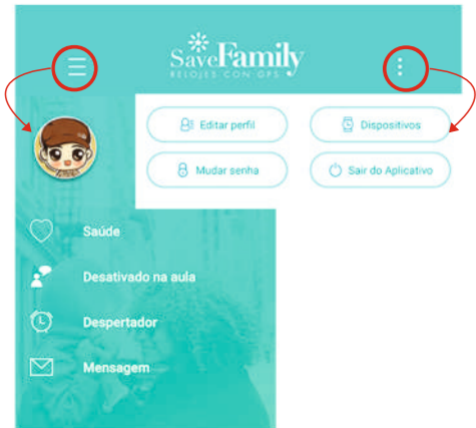 SaveFamily
RELOJES CON GPS
Editar perfil
Dispositivos
Mudar senha
Sair do Aplicativo
Saúde
Desativado na aula
Despertador
Mensagem